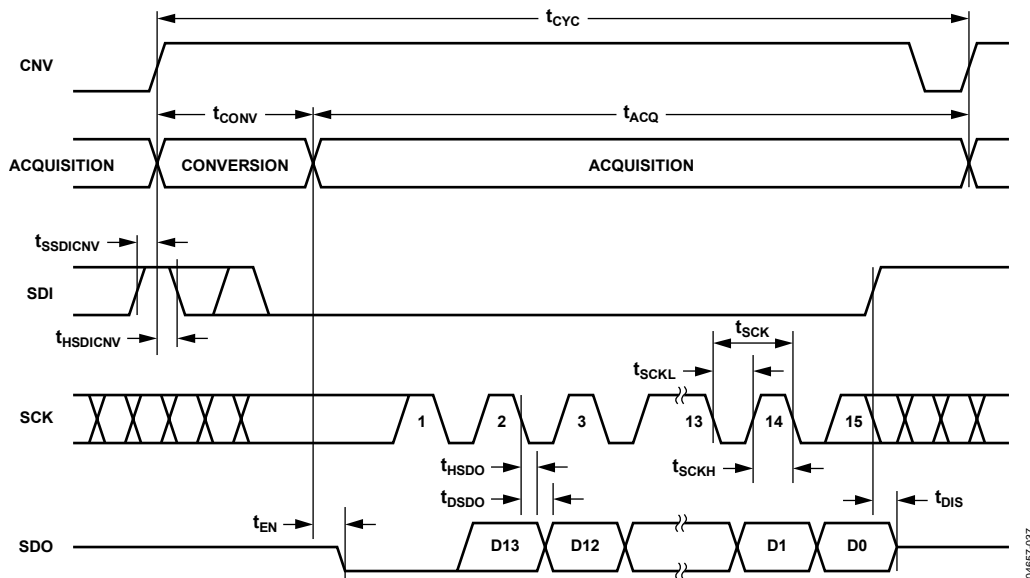 tCYC
CNV
tCONV
tACQ
ACQUISITION
CONVERSION
ACQUISITION
tSSDICNV
SDI
tHSDICNV
tSCK
tSCKL
SCK
1
2
3
13
14
15
tHSDO
tSCKH
tDSDO
tDIS
tEN
SDO
D13
D12
D1
D0
04657-037